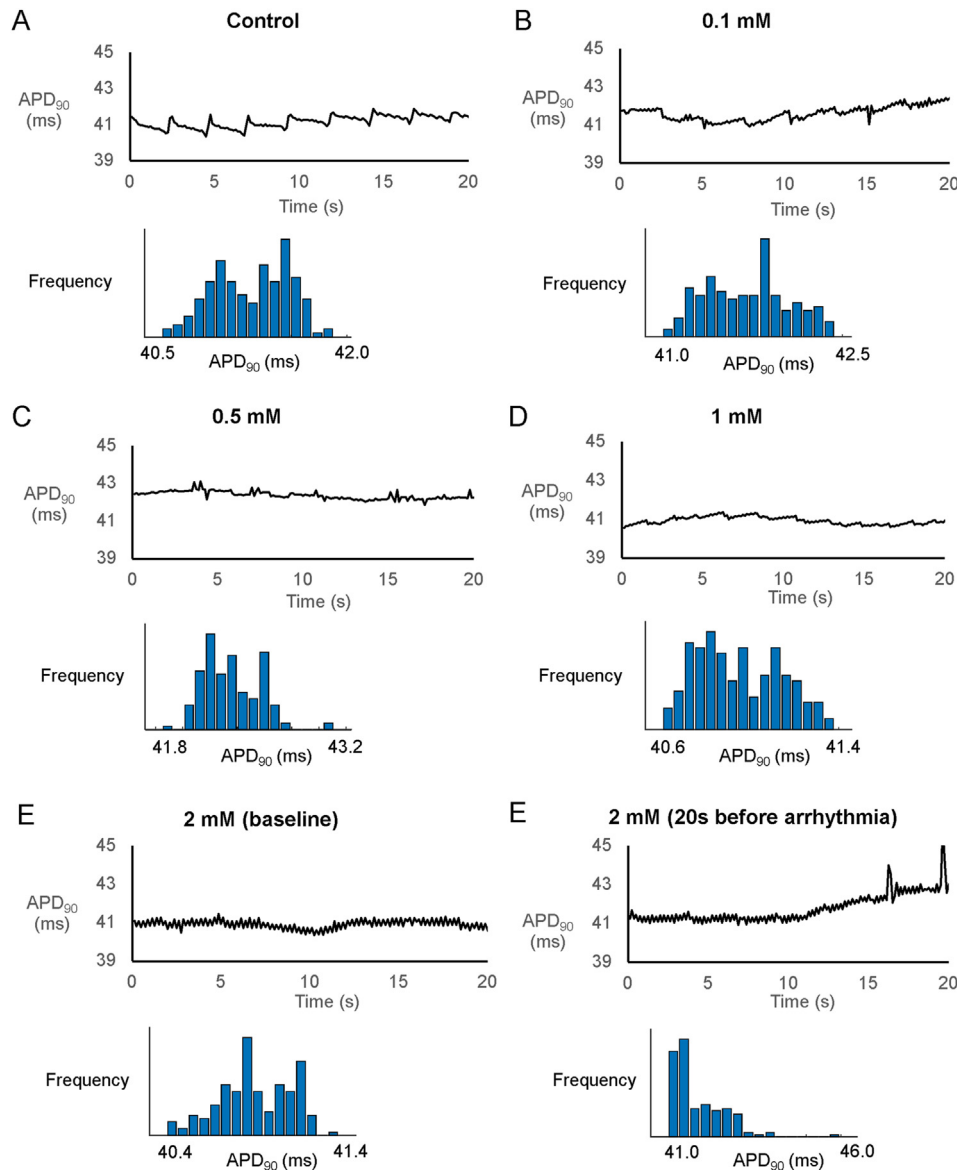 A
Control
45
43
APD90
(ms)
41
39
0 5 10 15 20
Time (s)
Frequency
40.5 42.0
APD90 (ms)
B
0.1 mM
45
43
APD90
(ms)
41
39
0 5 10 15 20
Time (s)
Frequency
41.0 42.5
APD90 (ms)
C
0.5 mM
45
43
APD90
(ms)
41
39
0 5 10 15 20
Time (s)
Frequency
41.8 43.2
APD90 (ms)
D
1 mM
45
43
APD90
(ms)
41
39
0 5 10 15 20
Time (s)
Frequency
40.6 41.4
APD90 (ms)
E
2 mM (baseline)
45
43
APD90
(ms)
41
39
0 5 10 15 20
Time (s)
Frequency
40.4 41.4
APD90 (ms)
E
2 mM (20s before arrhythmia)
45
43
APD90
(ms)
41
39
0 5 10 15 20
Time (s)
Frequency
41.0 46.0
APD90 (ms)